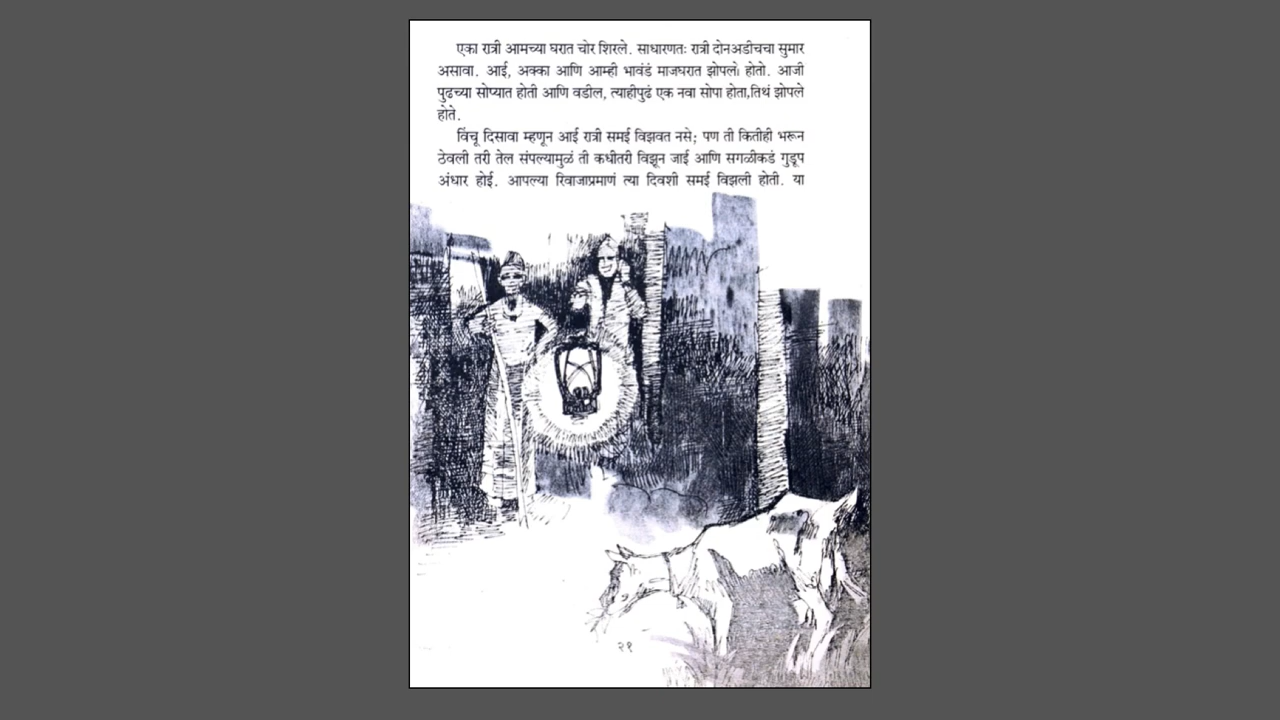 एका रात्री आमच्या घरात चोर शिरले. साधारणतः रात्री दोनअडीचचा सुमार
असावा. आई, अक्का आणि आम्ही भावंडं माजघरात झोपलो होतो. आजी
पुढच्या सोप्यात होती आणि वडील, त्याहीपुढं एक नवा सोपा होता,तिथं झोपले
होते.
विंचू दिसावा म्हणून आई रात्री समई विझवत नसे; पण ती कितीही भरून
ठेवली तरी तेल संपल्यामुळं ती कधीतरी विझून जाई आणि सगळीकडं गुडूप
अंधार होई. आपल्या रिवाजाप्रमाणं त्या दिवशी समई विझली होती. या
२१